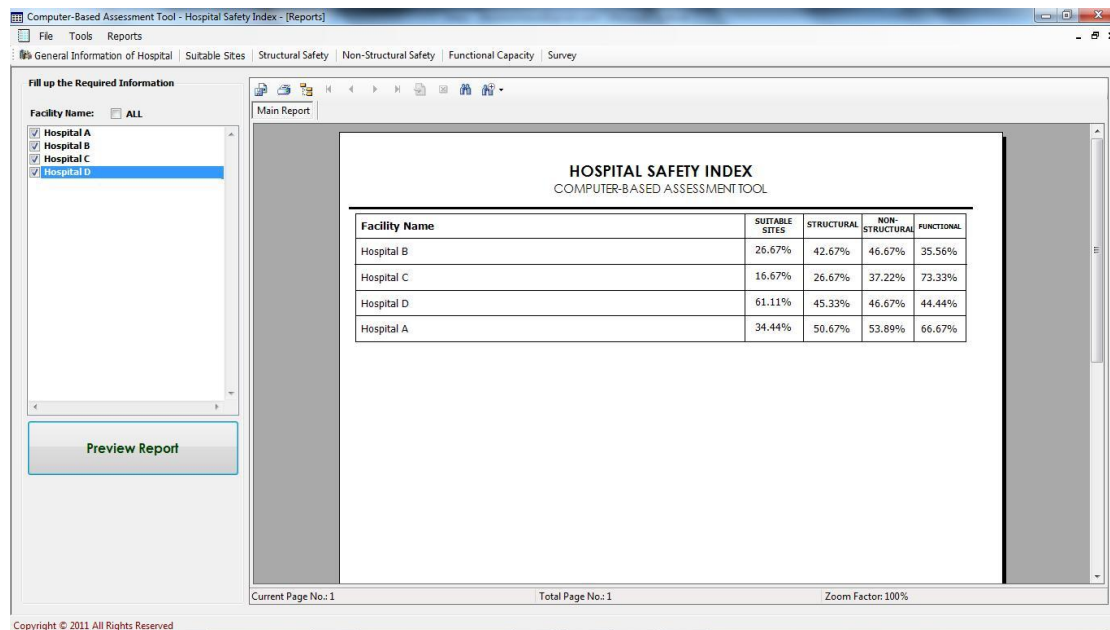 Computer-Based Assessment Tool - Hospital Safety Index - [Reports]
File Tools Reports
General Information of Hospital Suitable Sites Structural Safety Non-Structural Safety Functional Capacity Survey
Fill up the Required Information
Facility Name: ALL
Hospital A
Hospital B
Hospital C
Hospital D
Preview Report
Main Report
HOSPITAL SAFETY INDEX
COMPUTER-BASED ASSESSMENT TOOL
Facility Name SUITABLE SITES STRUCTURAL NON-STRUCTURAL FUNCTIONAL
Hospital B 26.67% 42.67% 46.67% 35.56%
Hospital C 16.67% 26.67% 37.22% 73.33%
Hospital D 61.11% 45.33% 46.67% 44.44%
Hospital A 34.44% 50.67% 53.89% 66.67%
Current Page No.: 1 Total Page No.: 1 Zoom Factor: 100%
Copyright © 2011 All Rights Reserved